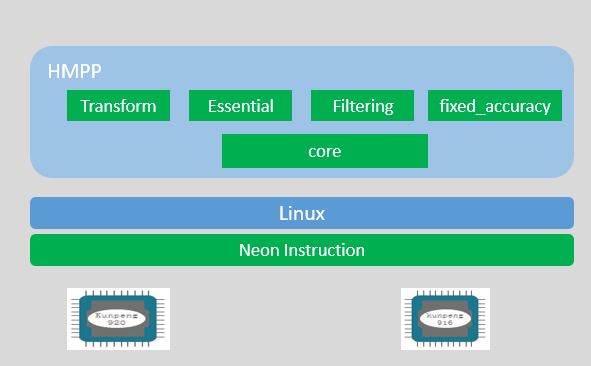 HMPP
Transform Essential Filtering fixed_accuracy
core
Linux
Neon Instruction
Kunpeng kunpeng
920 916